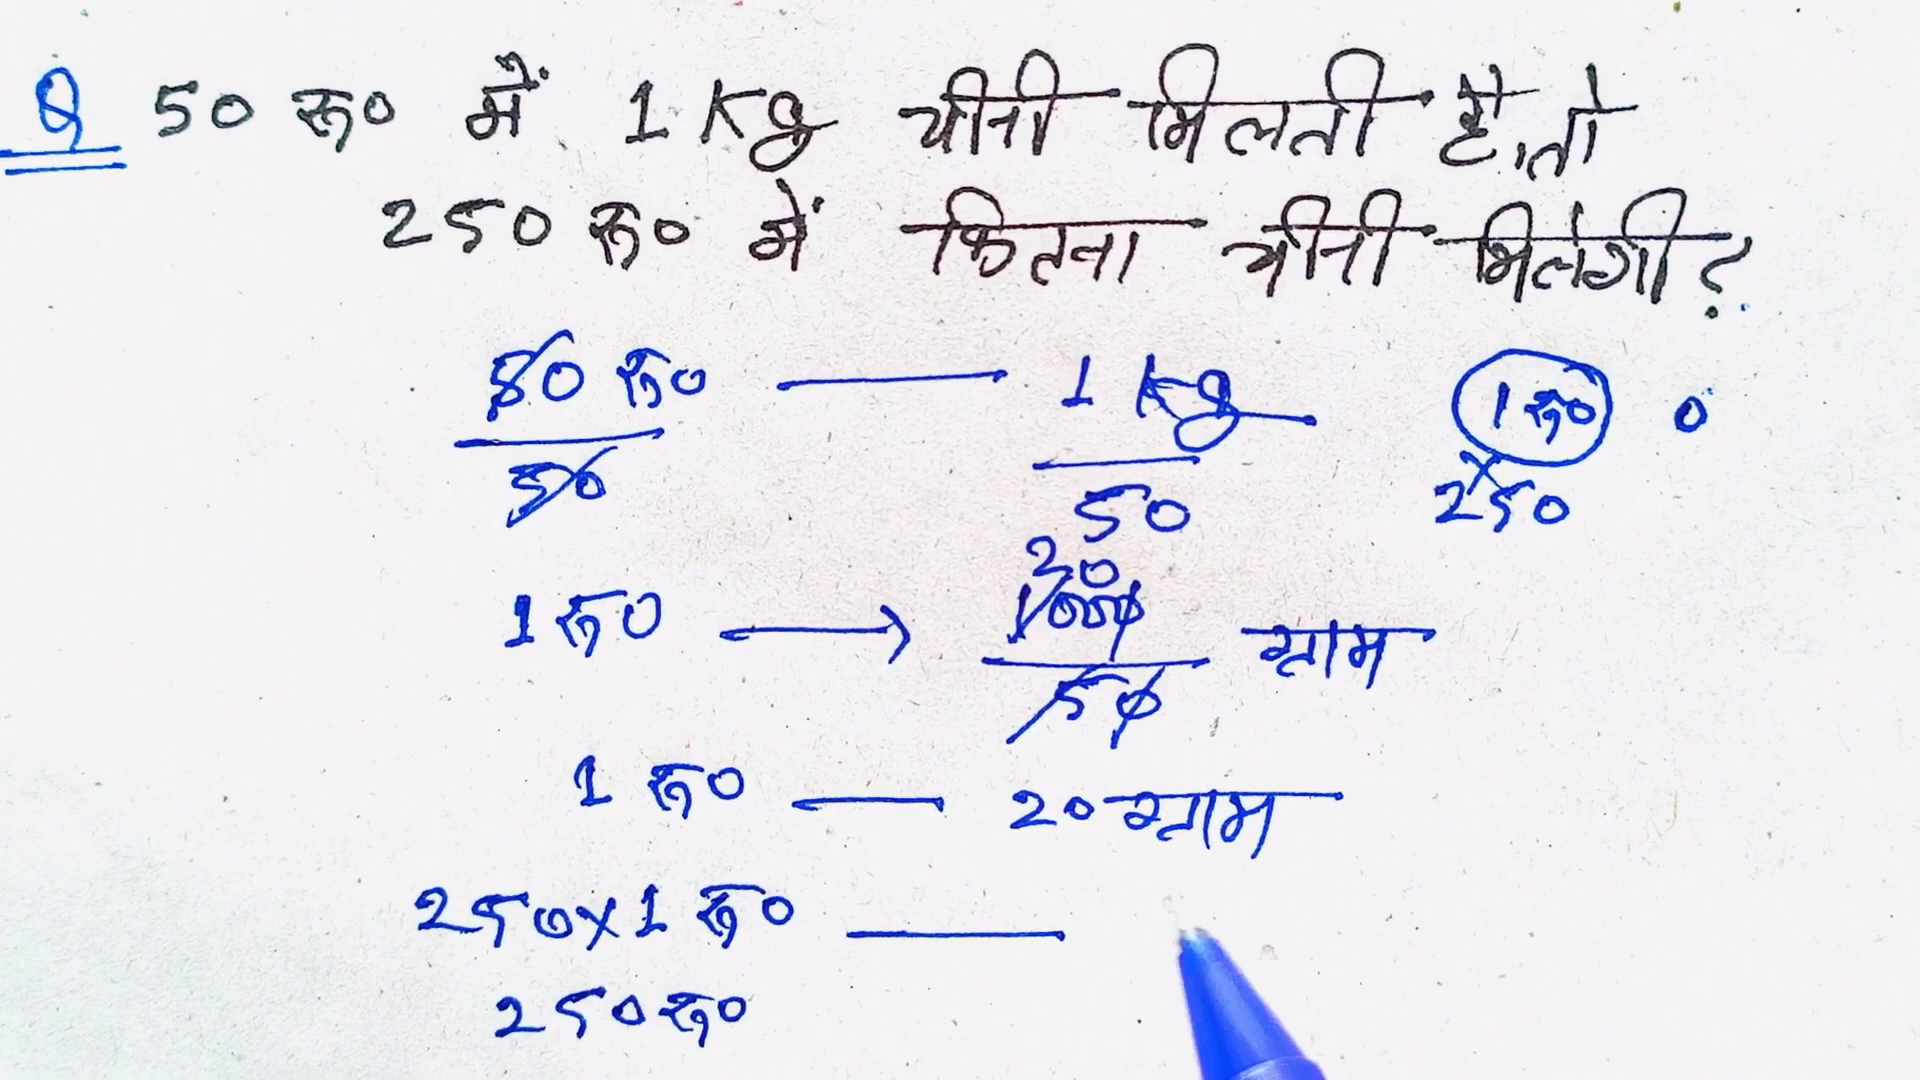 Q 50 रू० में 1 Kg चीनी मिलती है, तो
250 रू० में कितना चीनी मिलेगी?
50 रू० — 1 Kg 1 रू० 0
50 50 × 250
20
1 रू० → 1000 ग्राम
50
1 रू० — 20 ग्राम
250×1 रू० —
250 रू०